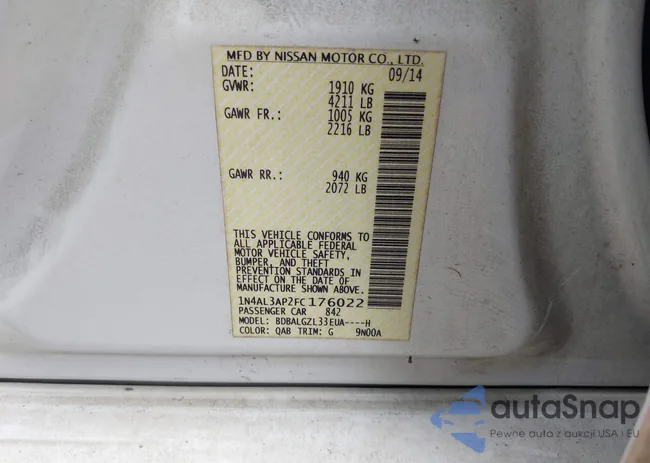 MFD BY NISSAN MOTOR CO., LTD.
DATE: 09/14
GVWR: 1910 KG
4211 LB
GAWR FR.: 1005 KG
2216 LB
GAWR RR.: 940 KG
2072 LB
THIS VEHICLE CONFORMS TO
ALL APPLICABLE FEDERAL
MOTOR VEHICLE SAFETY,
BUMPER, AND THEFT
PREVENTION STANDARDS IN
EFFECT ON THE DATE OF
MANUFACTURE SHOWN ABOVE.
1N4AL3AP2FC176022
PASSENGER CAR 842
MODEL: BDBALGZL33EUA----H
COLOR: QAB TRIM: G 9N00A
autaSnap
Pewne auto z aukcji USA i EU